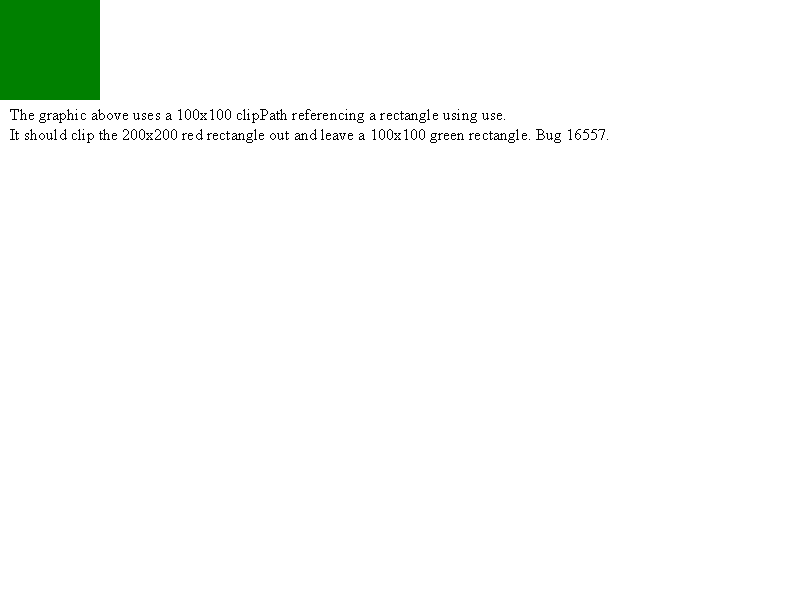 The graphic above uses a 100x100 clipPath referencing a rectangle using use.
It should clip the 200x200 red rectangle out and leave a 100x100 green rectangle. Bug 16557.